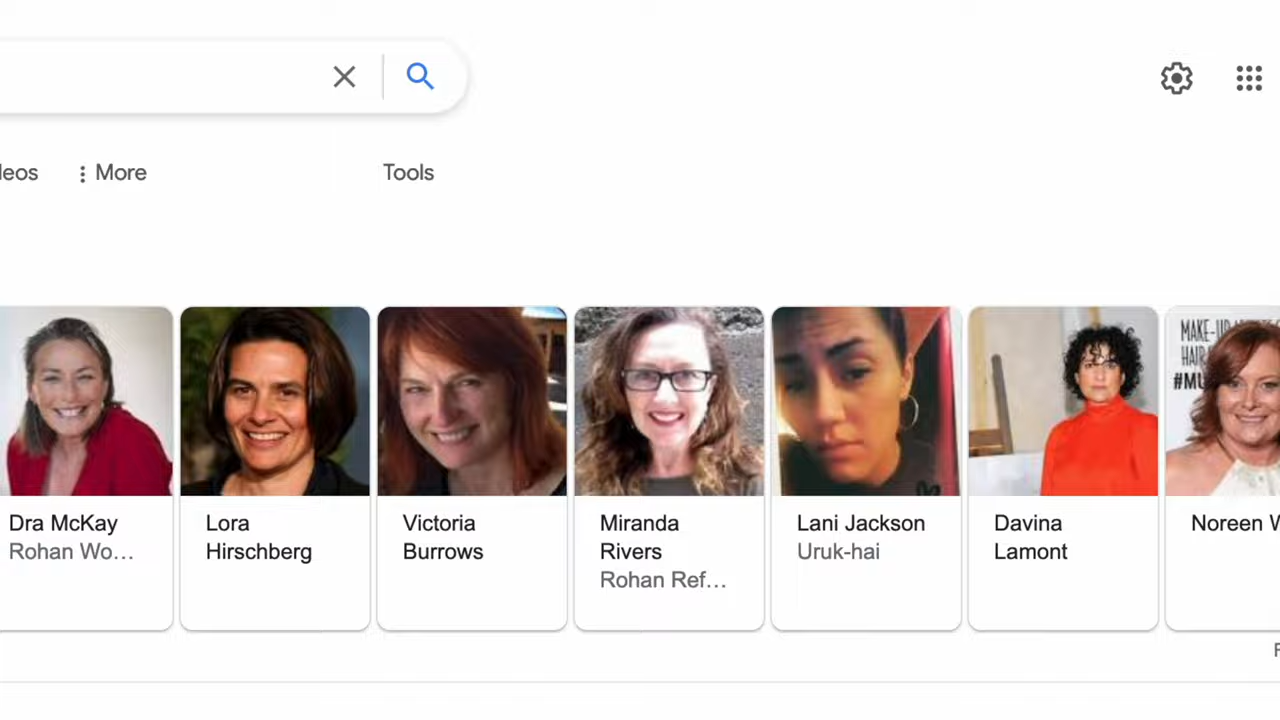 deos
More
Tools
MAKE-UP
HAIR
#MU
Dra McKay
Rohan Wo…
Lora
Hirschberg
Victoria
Burrows
Miranda
Rivers
Rohan Ref…
Lani Jackson
Uruk-hai
Davina
Lamont
Noreen W